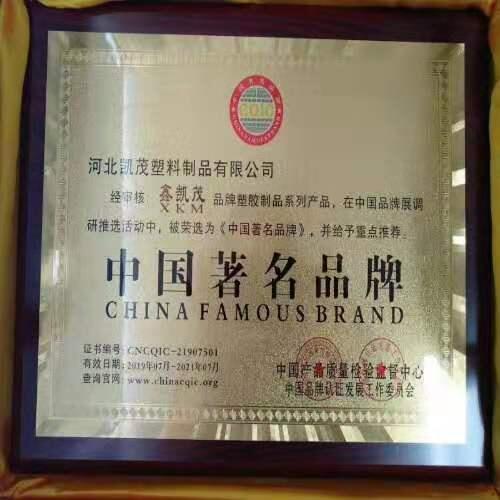 CQIC
河北凯茂塑料制品有限公司
经审核 鑫凯茂 品牌塑胶制品系列产品，在中国品牌展调
XKM
研推选活动中，被荣选为《中国著名品牌》，并给予重点推荐。
中国著名品牌
CHINA FAMOUS BRAND
证书编号：CNCQIC-21907501
有效日期：2019年07月-2021年07月
查询官网：www.chinacqic.org
中国产品质量检验监督中心
中国品牌认证发展工作委员会